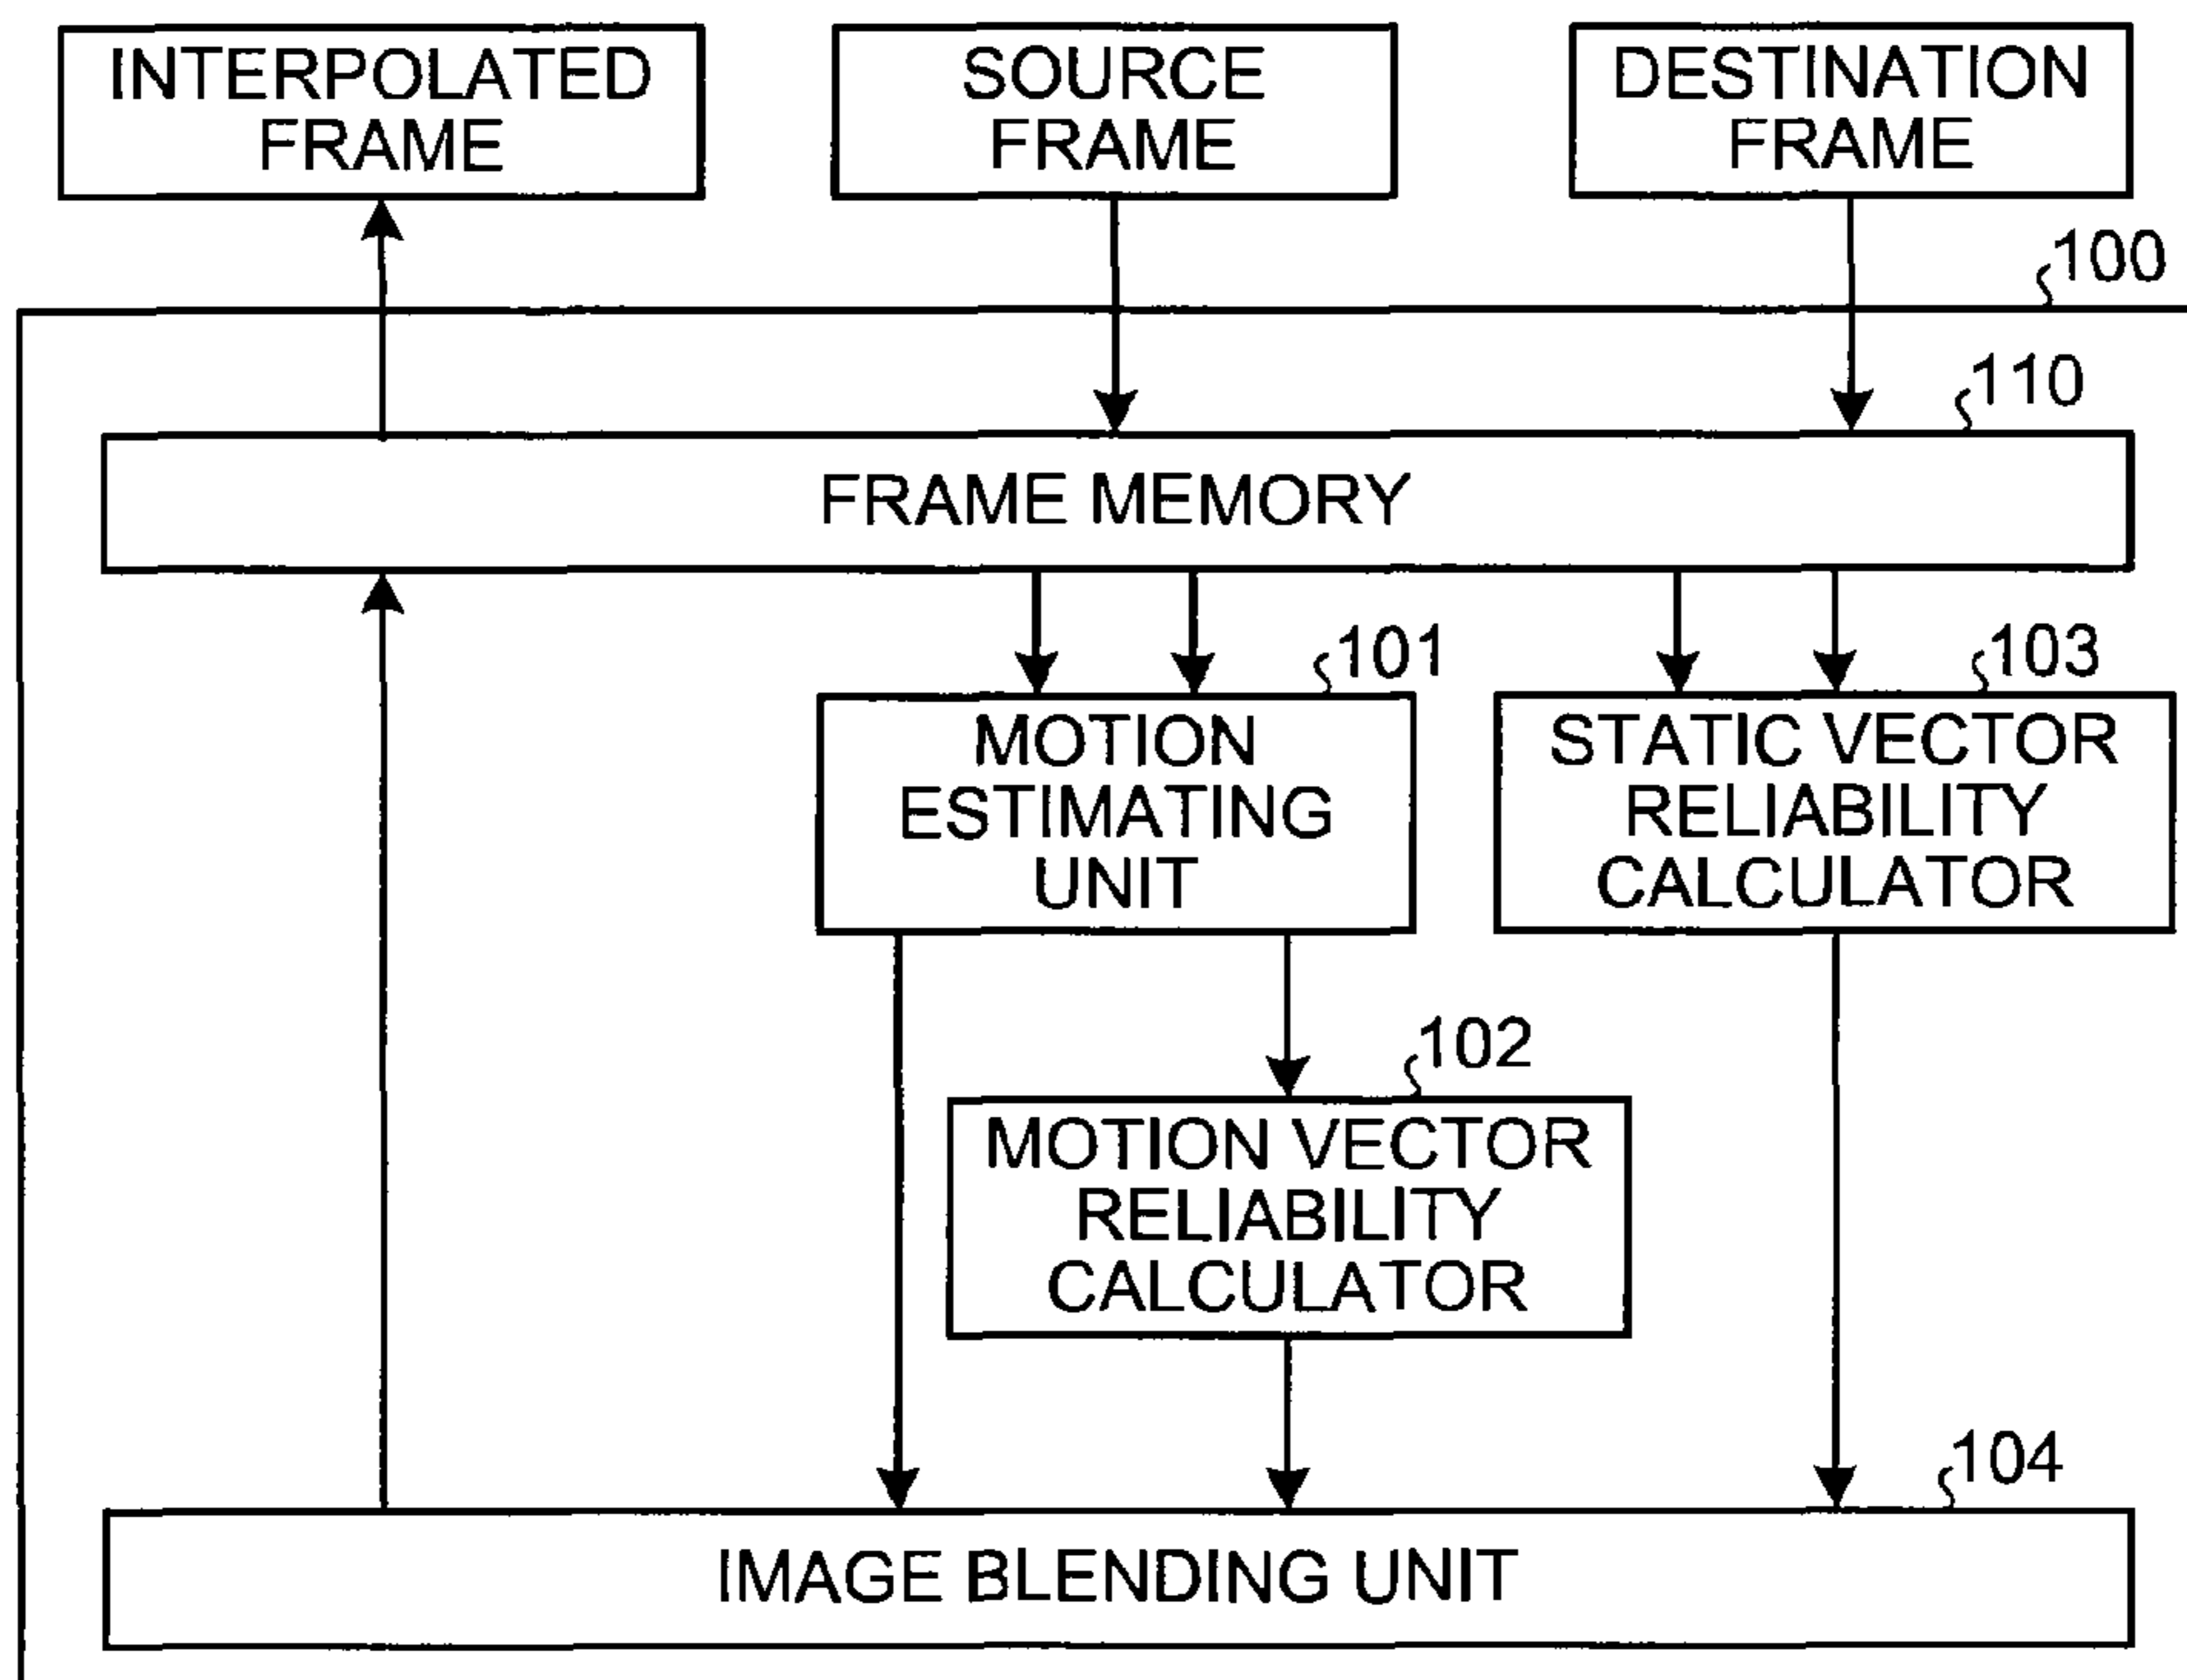 INTERPOLATED
FRAME
SOURCE
FRAME
DESTINATION
FRAME
100
110
FRAME MEMORY
101
MOTION
ESTIMATING
UNIT
103
STATIC VECTOR
RELIABILITY
CALCULATOR
102
MOTION VECTOR
RELIABILITY
CALCULATOR
104
IMAGE BLENDING UNIT